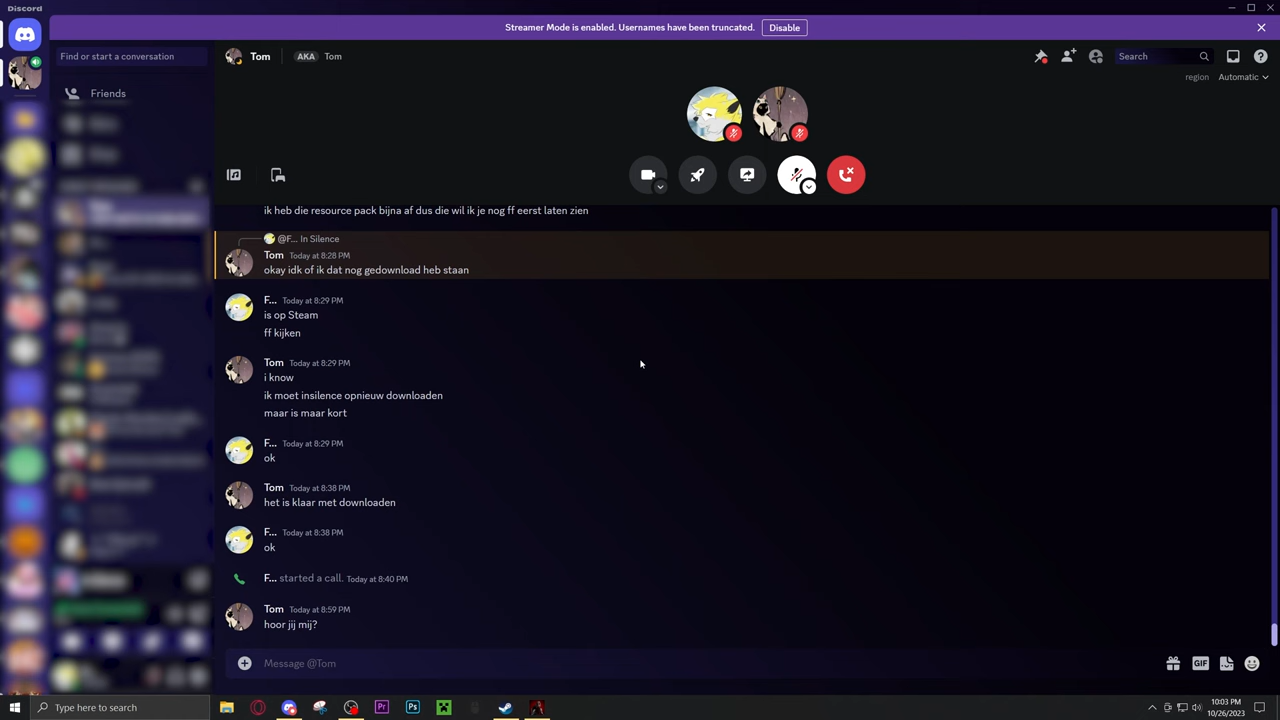 Discord
Streamer Mode is enabled. Usernames have been truncated.
Disable
Find or start a conversation
Tom
AKA
Tom
Search
region
Automatic
Friends
ik heb die resource pack bijna af dus die wil ik je nog ff eerst laten zien
@F... In Silence
Tom Today at 8:28 PM
okay idk of ik dat nog gedownload heb staan
F... Today at 8:29 PM
is op Steam
ff kijken
Tom Today at 8:29 PM
i know
ik moet insilence opnieuw downloaden
maar is maar kort
F... Today at 8:29 PM
ok
Tom Today at 8:38 PM
het is klaar met downloaden
F... Today at 8:38 PM
ok
F... started a call. Today at 8:40 PM
Tom Today at 8:59 PM
hoor jij mij?
Message @Tom
GIF
Type here to search
Pr
Ps
10:03 PM
10/26/2023